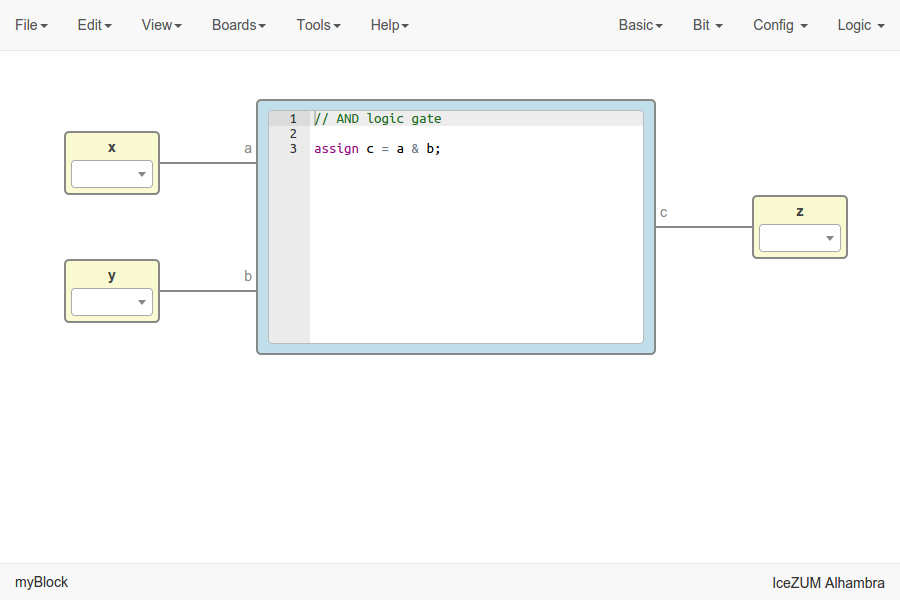 File Edit View Boards Tools Help Basic Bit Config Logic
x
a
y
b
1 // AND logic gate
2
3 assign c = a & b;
c
z
myBlock IceZUM Alhambra